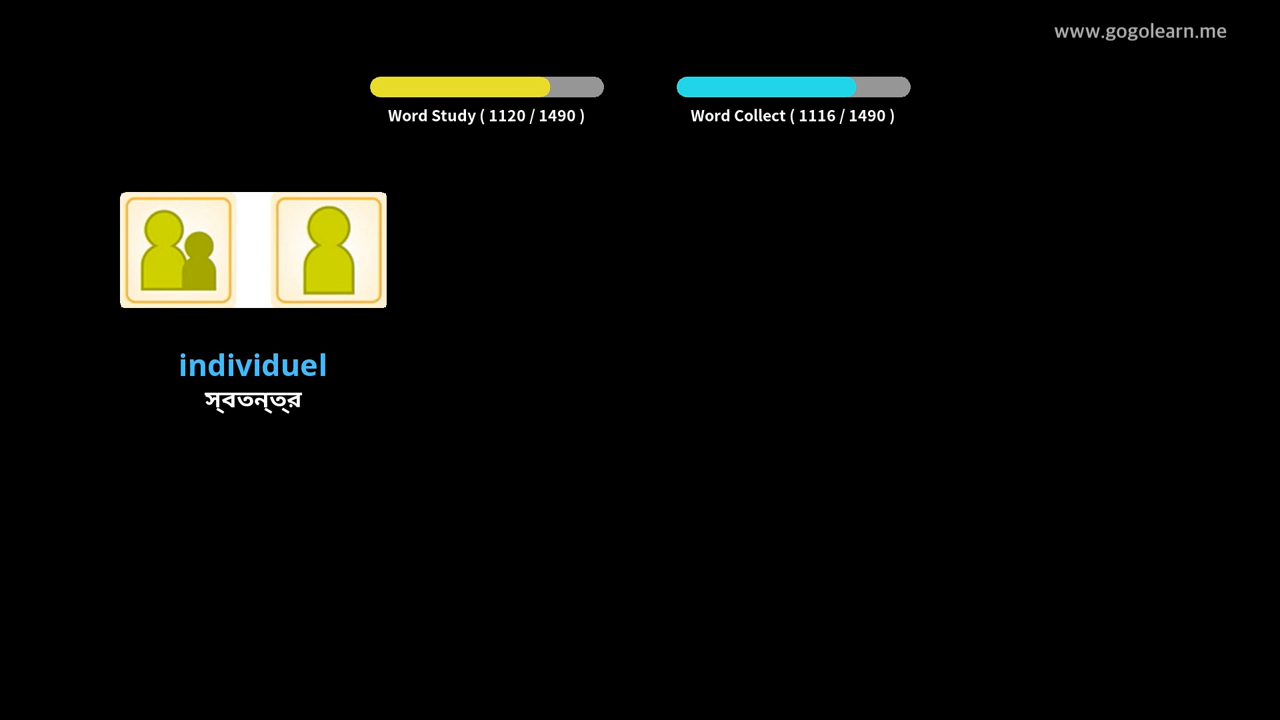 www.gogolearn.me
Word Study ( 1120 / 1490 )
Word Collect ( 1116 / 1490 )
individuel
স্বতন্ত্র